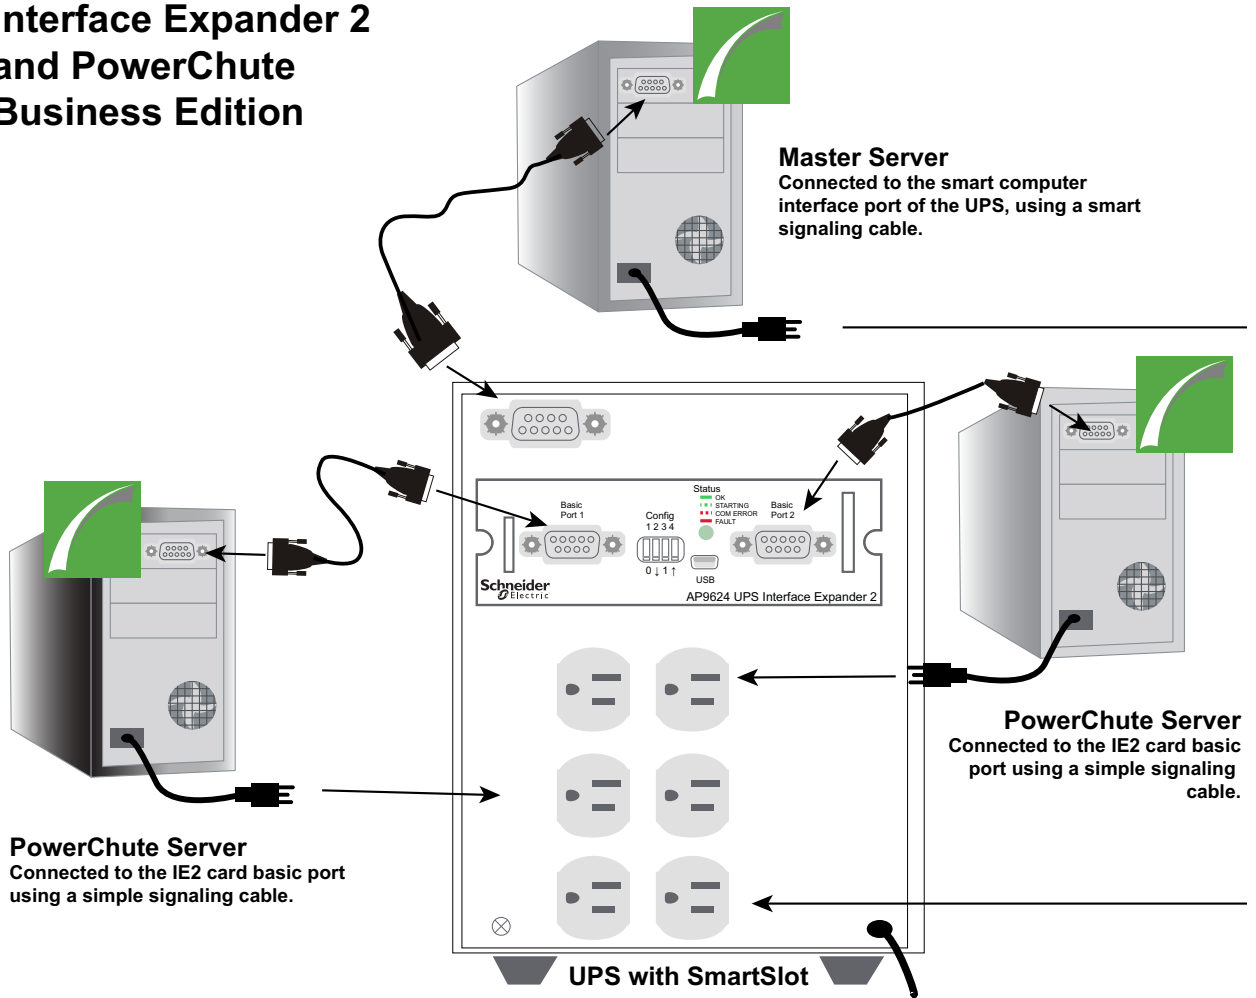 Interface Expander 2
and PowerChute
Business Edition
Master Server
Connected to the smart computer
interface port of the UPS, using a smart
signaling cable.
Status
OK
STARTING
COM ERROR
FAULT
Basic
Port 1
Config
1 2 3 4
0 ↓ 1 ↑
USB
Basic
Port 2
Schneider
Electric
AP9624 UPS Interface Expander 2
PowerChute Server
Connected to the IE2 card basic
port using a simple signaling
cable.
PowerChute Server
Connected to the IE2 card basic port
using a simple signaling cable.
UPS with SmartSlot